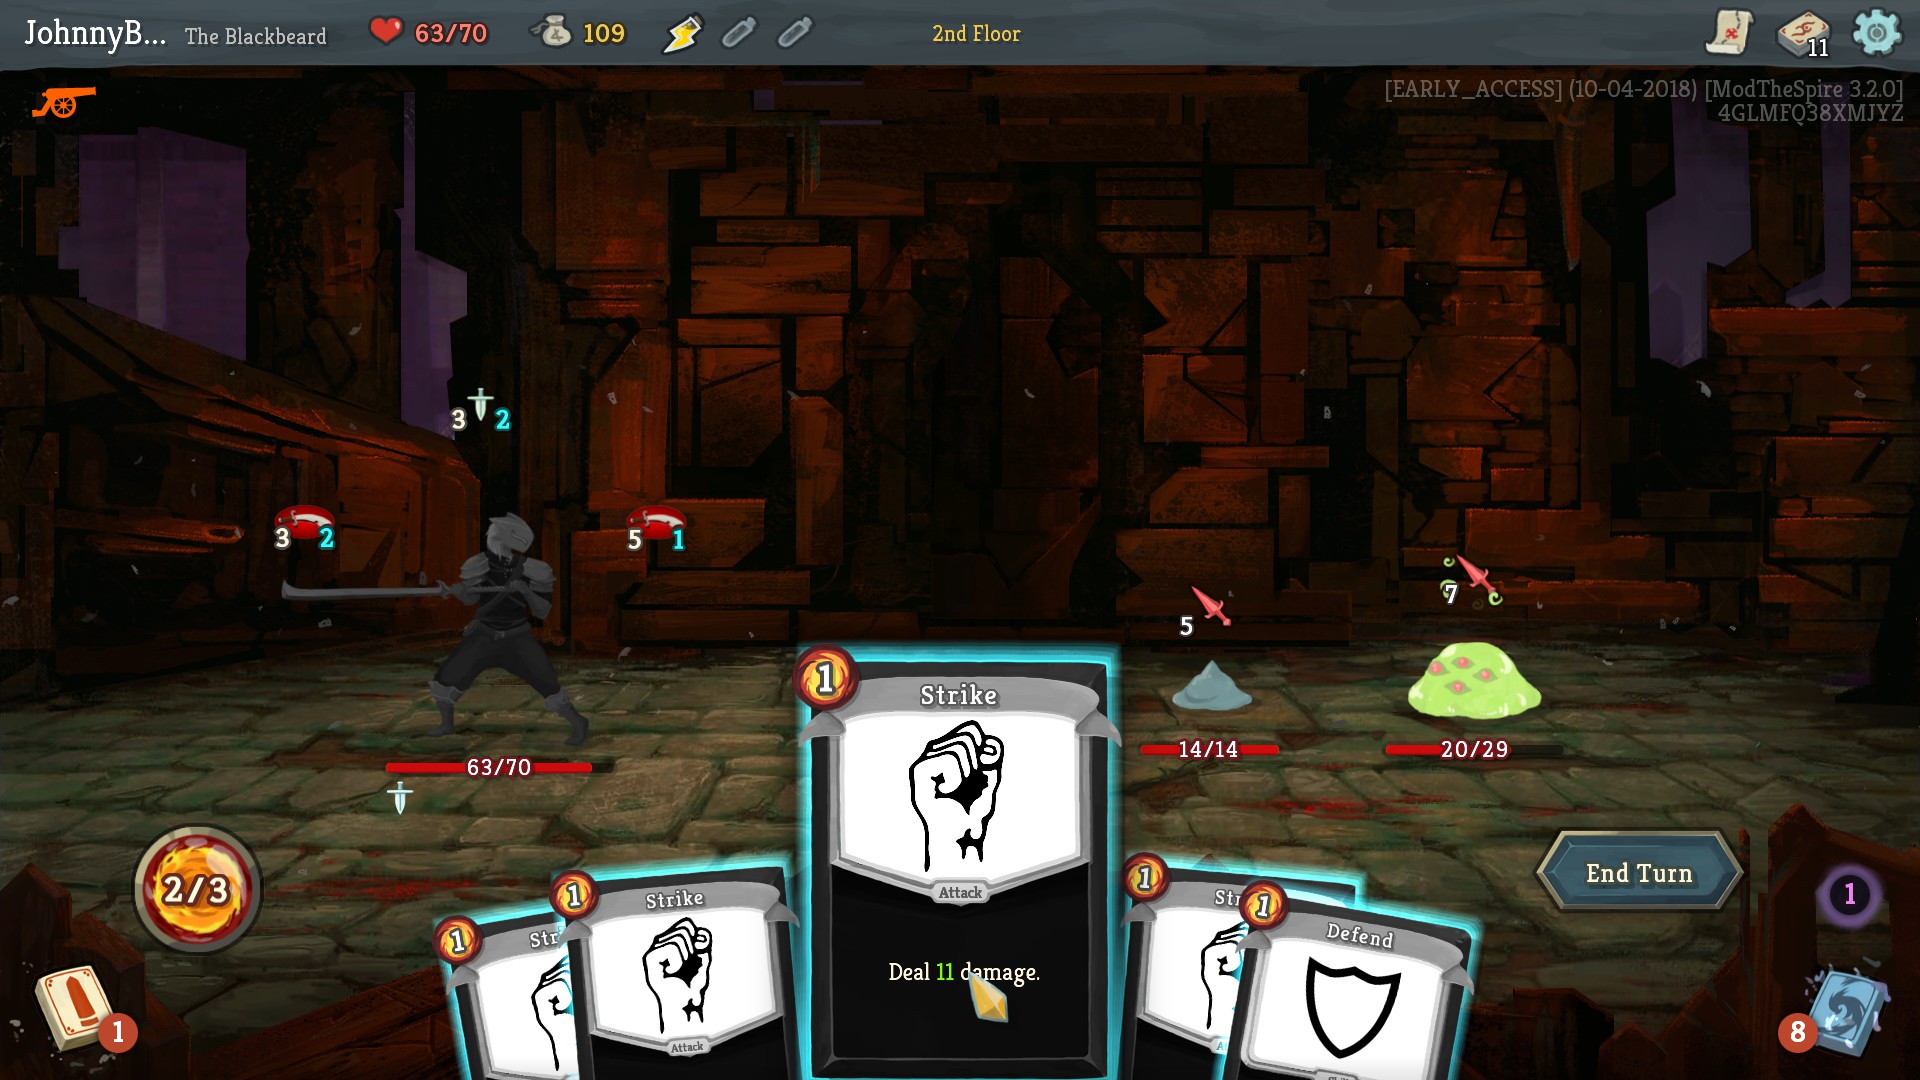 JohnnyB... The Blackbeard 63/70 109 2nd Floor 11
[EARLY_ACCESS] (10-04-2018) [ModTheSpire 3.2.0]
4GLMFQ38XMJYZ
3 2
3 2
5 1
5
7
63/70
14/14
20/29
2/3
1 Strike
Attack
Deal 11 damage.
1 Str
1 Strike
Attack
1 Str
1 Defend
End Turn
1
1
8